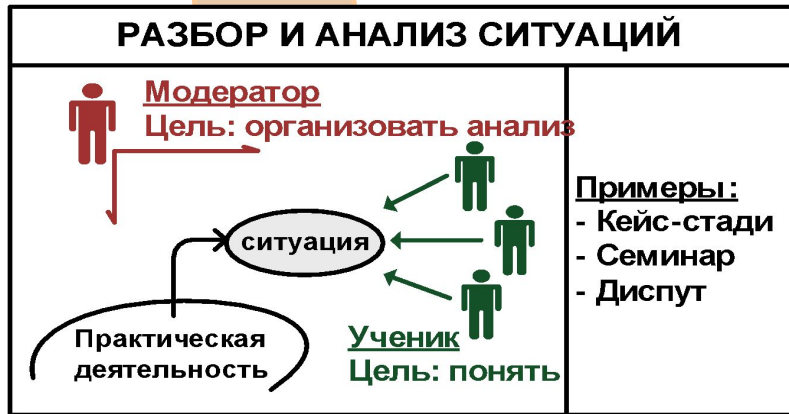 РАЗБОР И АНАЛИЗ СИТУАЦИЙ
Модератор
Цель: организовать анализ
ситуация
Практическая
деятельность
Ученик
Цель: понять
Примеры:
- Кейс-стади
- Семинар
- Диспут